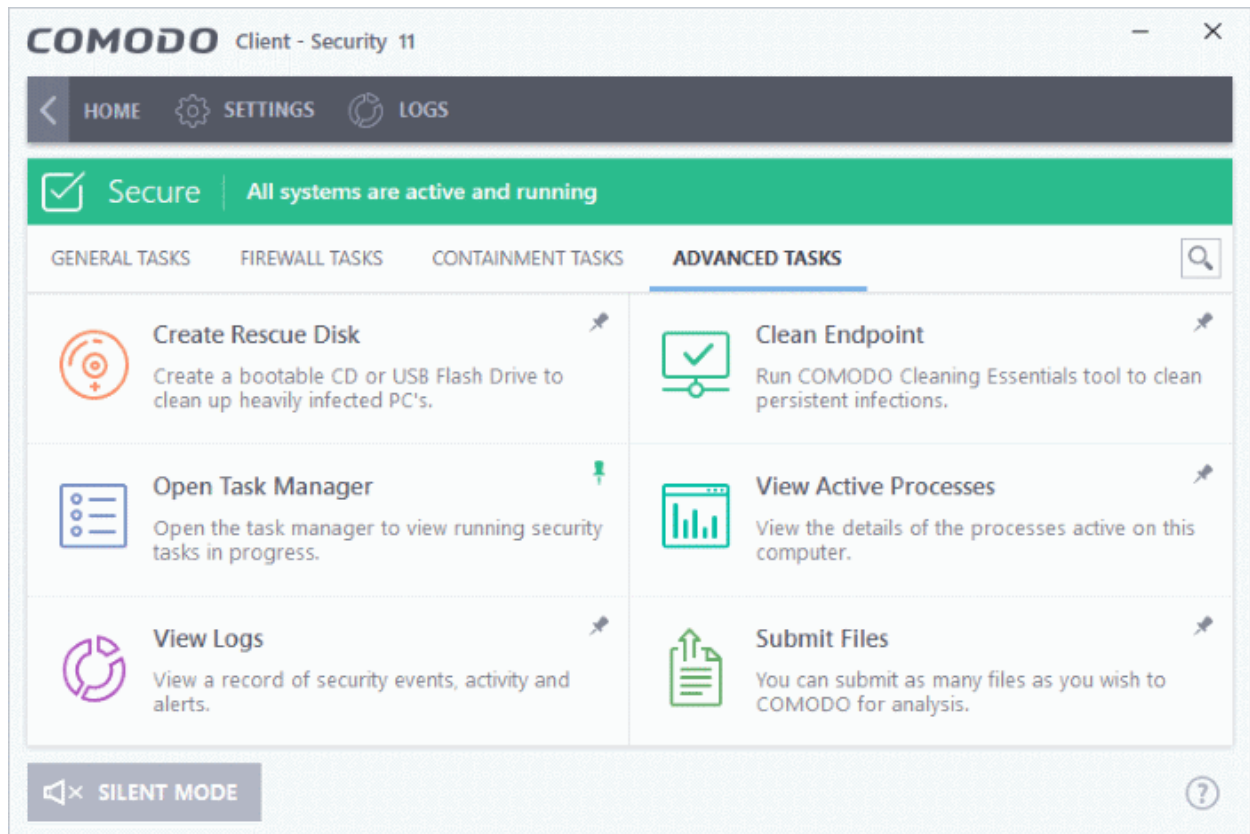 COMODO Client - Security 11
HOME SETTINGS LOGS
Secure All systems are active and running
GENERAL TASKS FIREWALL TASKS CONTAINMENT TASKS ADVANCED TASKS
Create Rescue Disk
Create a bootable CD or USB Flash Drive to
clean up heavily infected PC's.
Clean Endpoint
Run COMODO Cleaning Essentials tool to clean
persistent infections.
Open Task Manager
Open the task manager to view running security
tasks in progress.
View Active Processes
View the details of the processes active on this
computer.
View Logs
View a record of security events, activity and
alerts.
Submit Files
You can submit as many files as you wish to
COMODO for analysis.
SILENT MODE
?